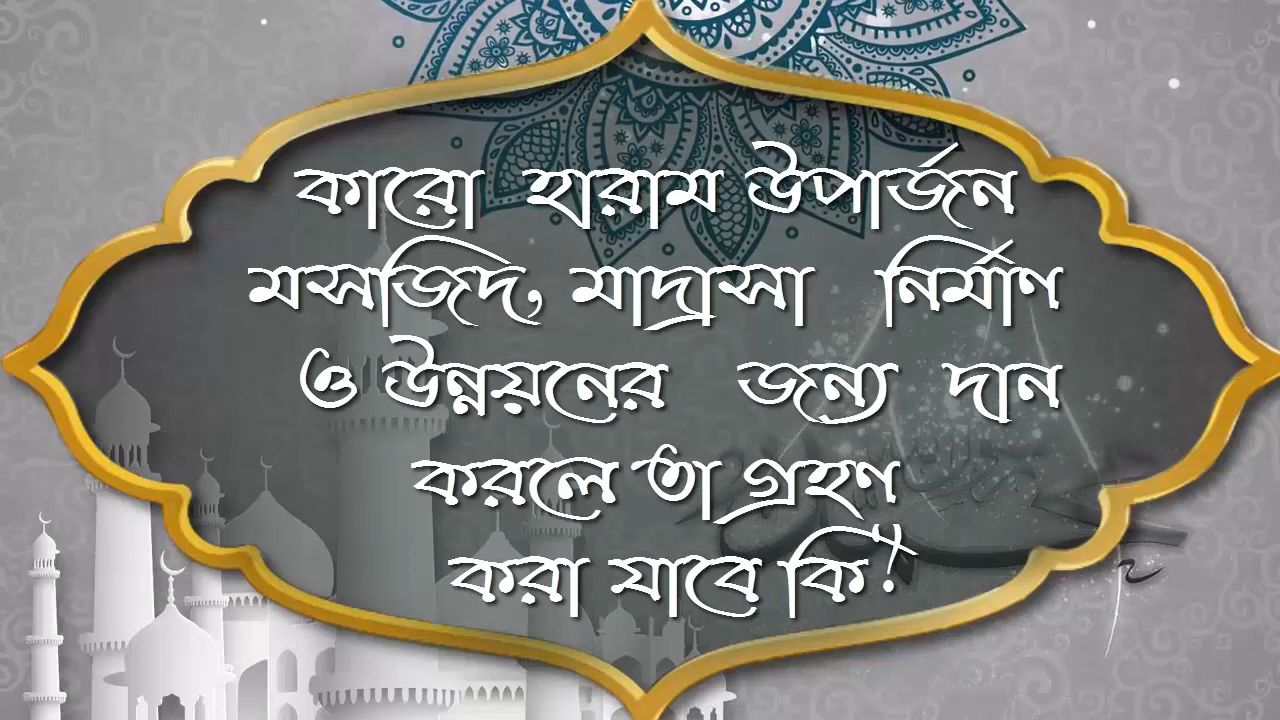 কারো হারাম উপার্জন
মসজিদ, মাদ্রাসা নির্মাণ
ও উন্নয়নের জন্য দান
করলে তা গ্রহণ
করা যাবে কি!